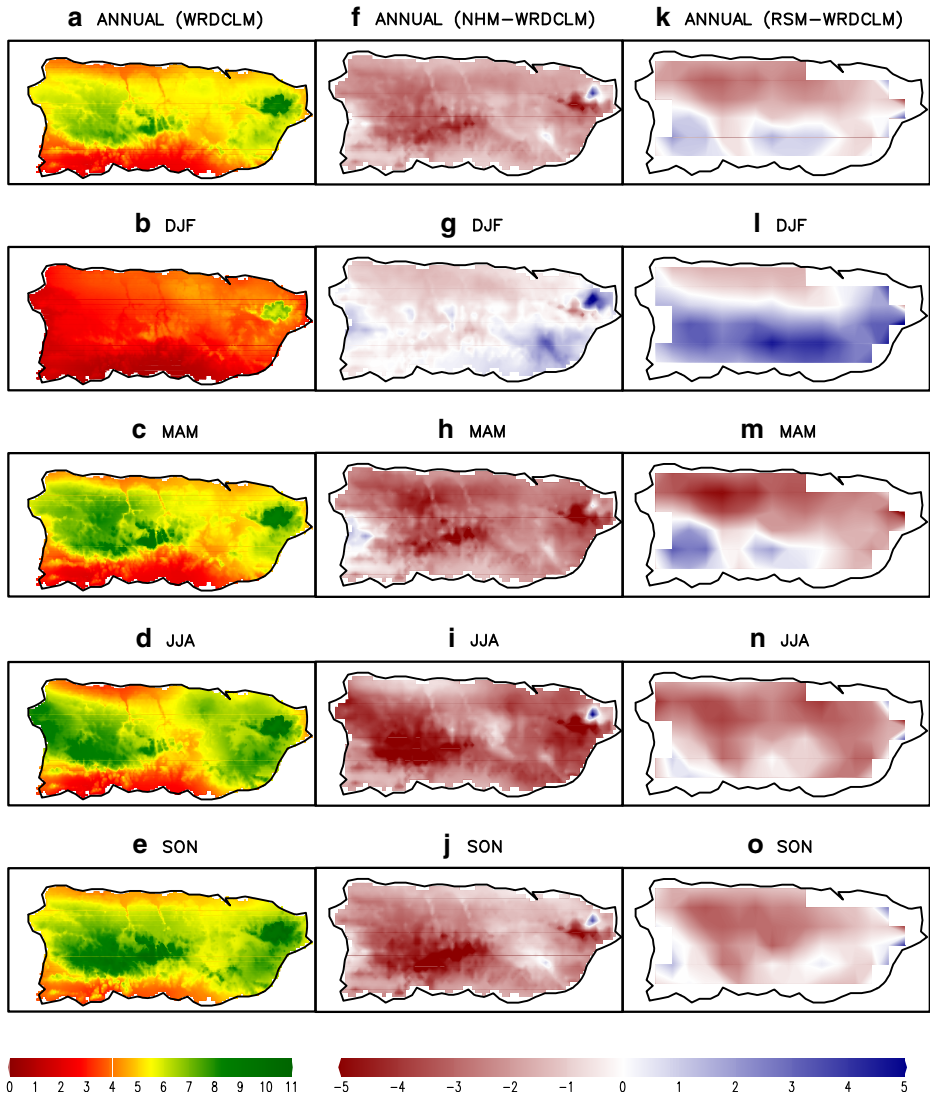 a ANNUAL (WRDCLM) f ANNUAL (NHM-WRDCLM) k ANNUAL (RSM-WRDCLM)
b DJF g DJF l DJF
c MAM h MAM m MAM
d JJA i JJA n JJA
e SON j SON o SON
0 1 2 3 4 5 6 7 8 9 10 11 -5 -4 -3 -2 -1 0 1 2 3 4 5